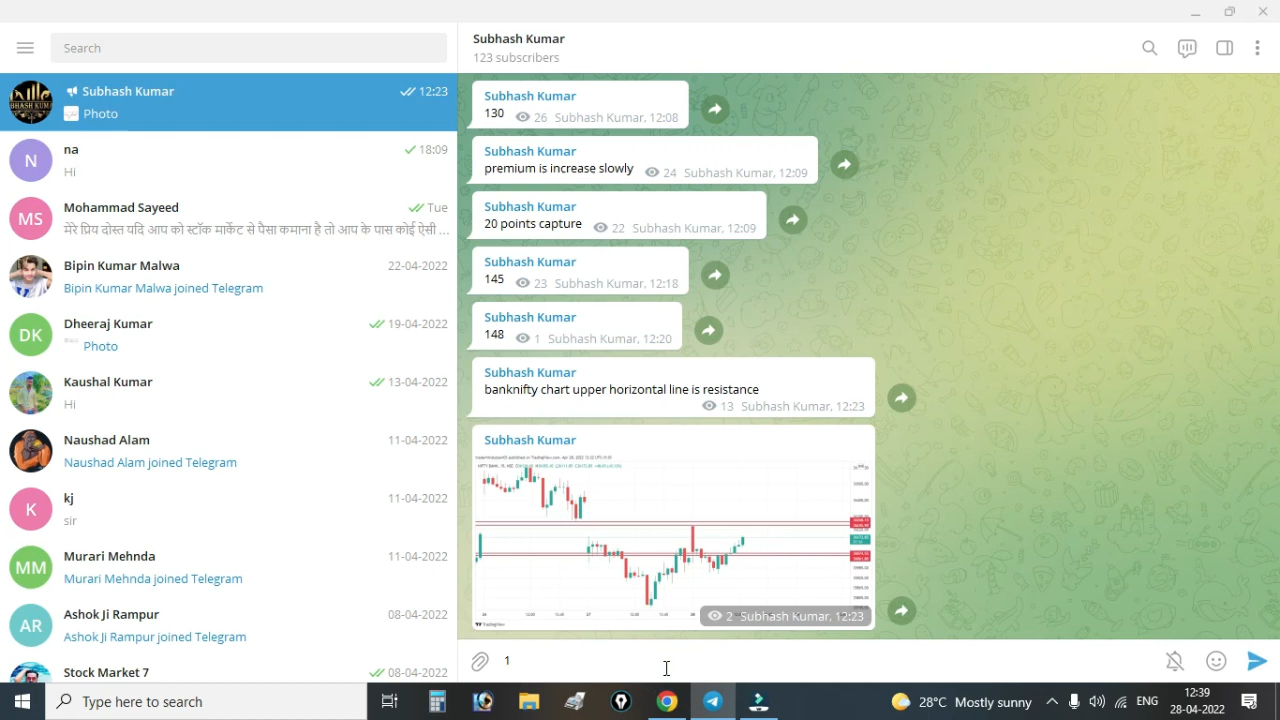 Search
Subhash Kumar
12:23
Photo
N
na
18:09
Hi
MS
Mohammad Sayeed
Tue
मेरे प्रिय दोस्त यदि आप को स्टॉक मार्केट से पैसा कमाना है तो आप के पास कोई ऐसी ...
Bipin Kumar Malwa
22-04-2022
Bipin Kumar Malwa joined Telegram
DK
Dheeraj Kumar
19-04-2022
Photo
Kaushal Kumar
13-04-2022
Hi
Naushad Alam
11-04-2022
Naushad Alam joined Telegram
K
kj
11-04-2022
sir
MM
Murari Mehnda
11-04-2022
Murari Mehnda joined Telegram
AR
Ashok Ji Rampur
08-04-2022
Ashok Ji Rampur joined Telegram
Stock Market 7
08-04-2022
Subhash Kumar
123 subscribers
Subhash Kumar
130 26 Subhash Kumar, 12:08
Subhash Kumar
premium is increase slowly 24 Subhash Kumar, 12:09
Subhash Kumar
20 points capture 22 Subhash Kumar, 12:09
Subhash Kumar
145 23 Subhash Kumar, 12:18
Subhash Kumar
148 1 Subhash Kumar, 12:20
Subhash Kumar
banknifty chart upper horizontal line is resistance
13 Subhash Kumar, 12:23
Subhash Kumar
TradingView
2 Subhash Kumar, 12:23
1
Type here to search
28°C Mostly sunny
ENG
12:39
28-04-2022